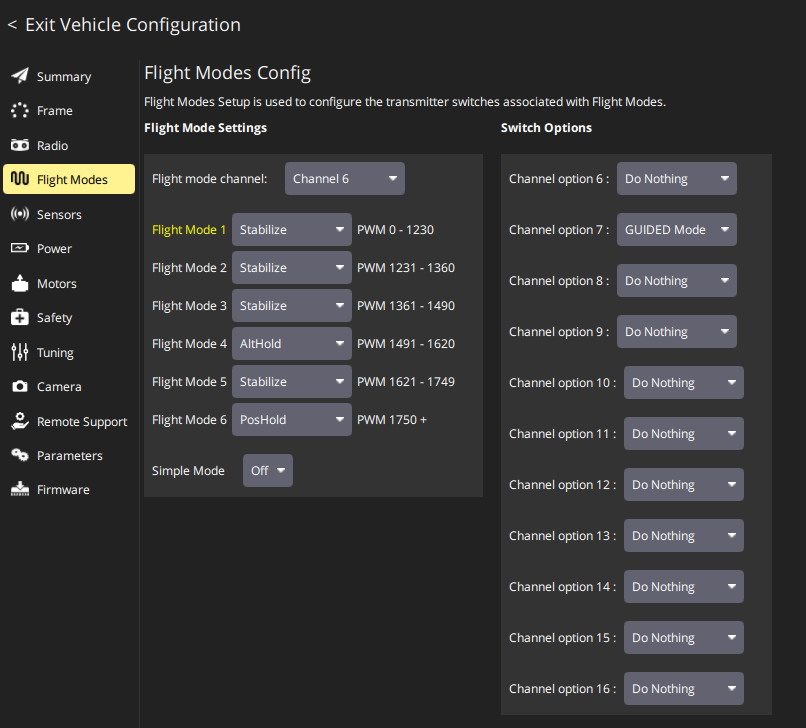 < Exit Vehicle Configuration
Summary
Frame
Radio
Flight Modes
Sensors
Power
Motors
Safety
Tuning
Camera
Remote Support
Parameters
Firmware
Flight Modes Config
Flight Modes Setup is used to configure the transmitter switches associated with Flight Modes.
Flight Mode Settings
Flight mode channel: Channel 6
Flight Mode 1 Stabilize PWM 0 - 1230
Flight Mode 2 Stabilize PWM 1231 - 1360
Flight Mode 3 Stabilize PWM 1361 - 1490
Flight Mode 4 AltHold PWM 1491 - 1620
Flight Mode 5 Stabilize PWM 1621 - 1749
Flight Mode 6 PosHold PWM 1750 +
Simple Mode Off
Switch Options
Channel option 6 : Do Nothing
Channel option 7 : GUIDED Mode
Channel option 8 : Do Nothing
Channel option 9 : Do Nothing
Channel option 10 : Do Nothing
Channel option 11 : Do Nothing
Channel option 12 : Do Nothing
Channel option 13 : Do Nothing
Channel option 14 : Do Nothing
Channel option 15 : Do Nothing
Channel option 16 : Do Nothing